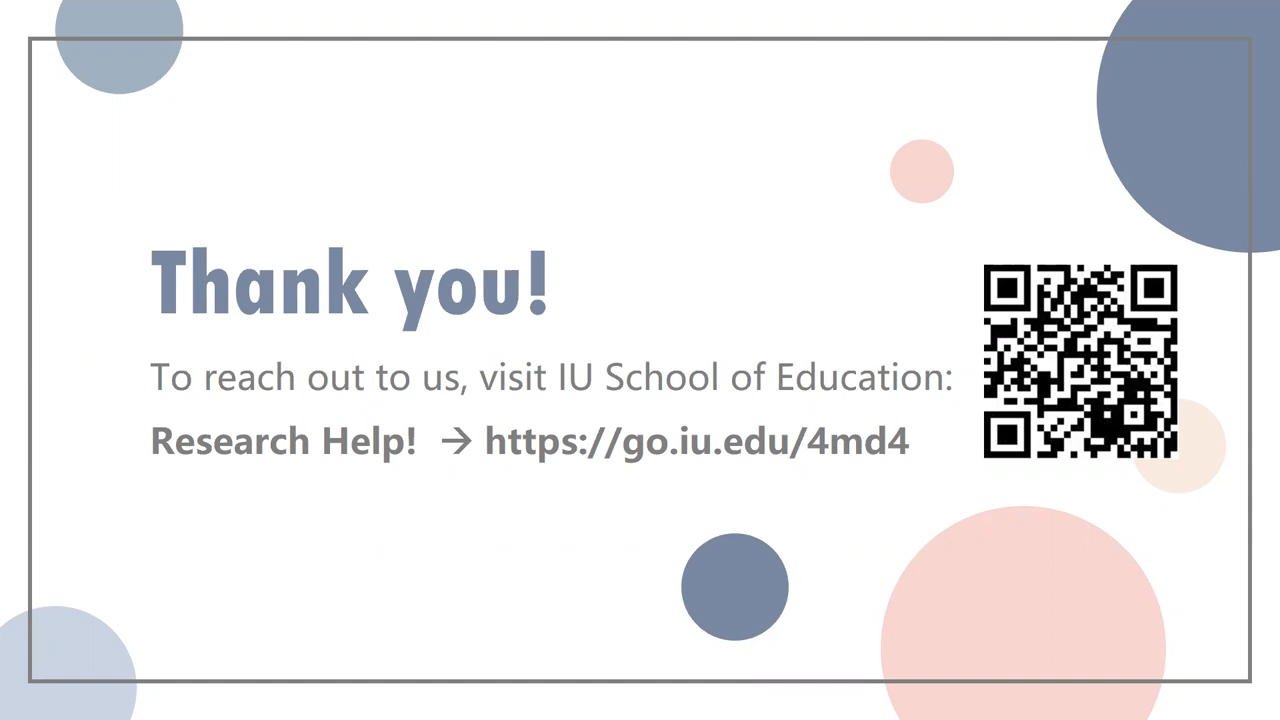 Thank you!
To reach out to us, visit IU School of Education:
Research Help! → https://go.iu.edu/4md4